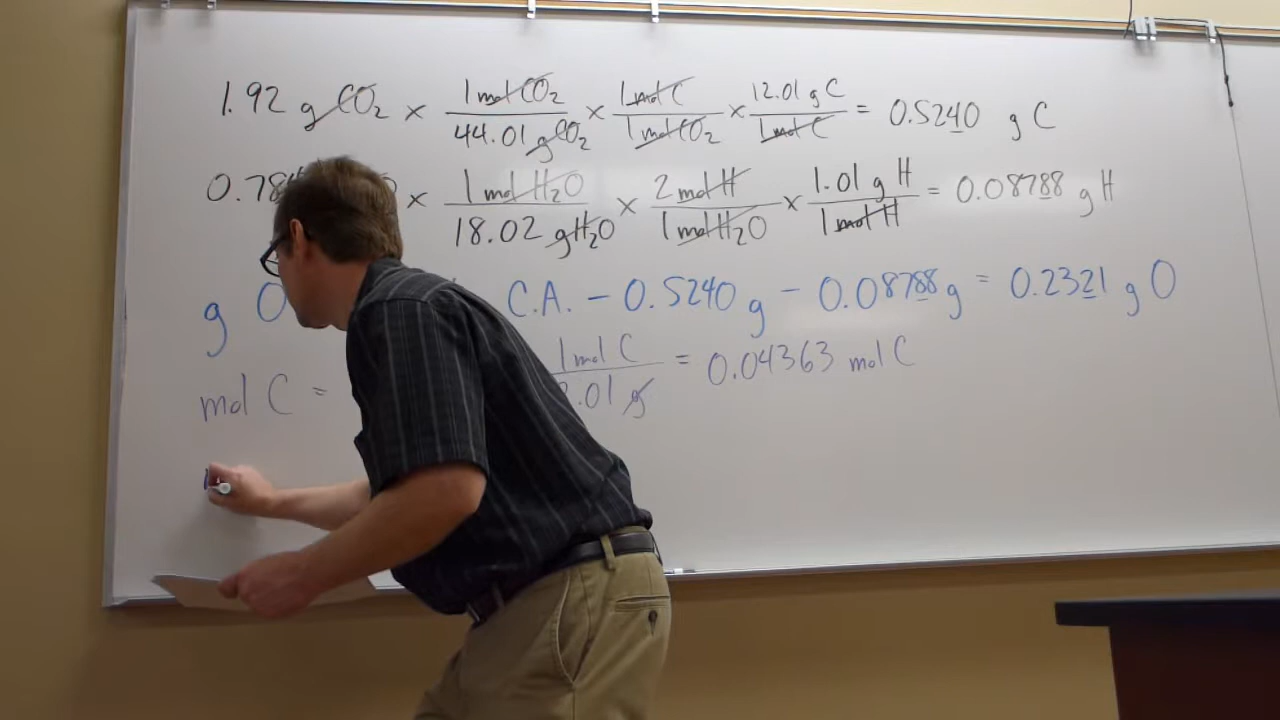 1.92 g CO₂ × 1 mol CO₂ / 44.01 g CO₂ × 1 mol C / 1 mol CO₂ × 12.01 g C / 1 mol C = 0.5240 g C
0.784 × 1 mol H₂O / 18.02 g H₂O × 2 mol H / 1 mol H₂O × 1.01 g H / 1 mol H = 0.08788 g H
g O C.A. − 0.5240 g − 0.08788 g = 0.2321 g O
mol C = 1 mol C / .01 g = 0.04363 mol C